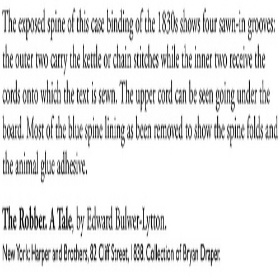 The exposed spine of this case binding of the 1830s shows four sawn-in grooves:
the outer two carry the kettle or chain stitches while the inner two receive the
cords onto which the text is sewn. The upper cord can be seen going under the
board. Most of the blue spine lining as been removed to show the spine folds and
the animal glue adhesive.
The Robber. A Tale, by Edward Bulwer-Lytton.
New York: Harper and Brothers, 82 Cliff Street, 1838. Collection of Bryan Draper.